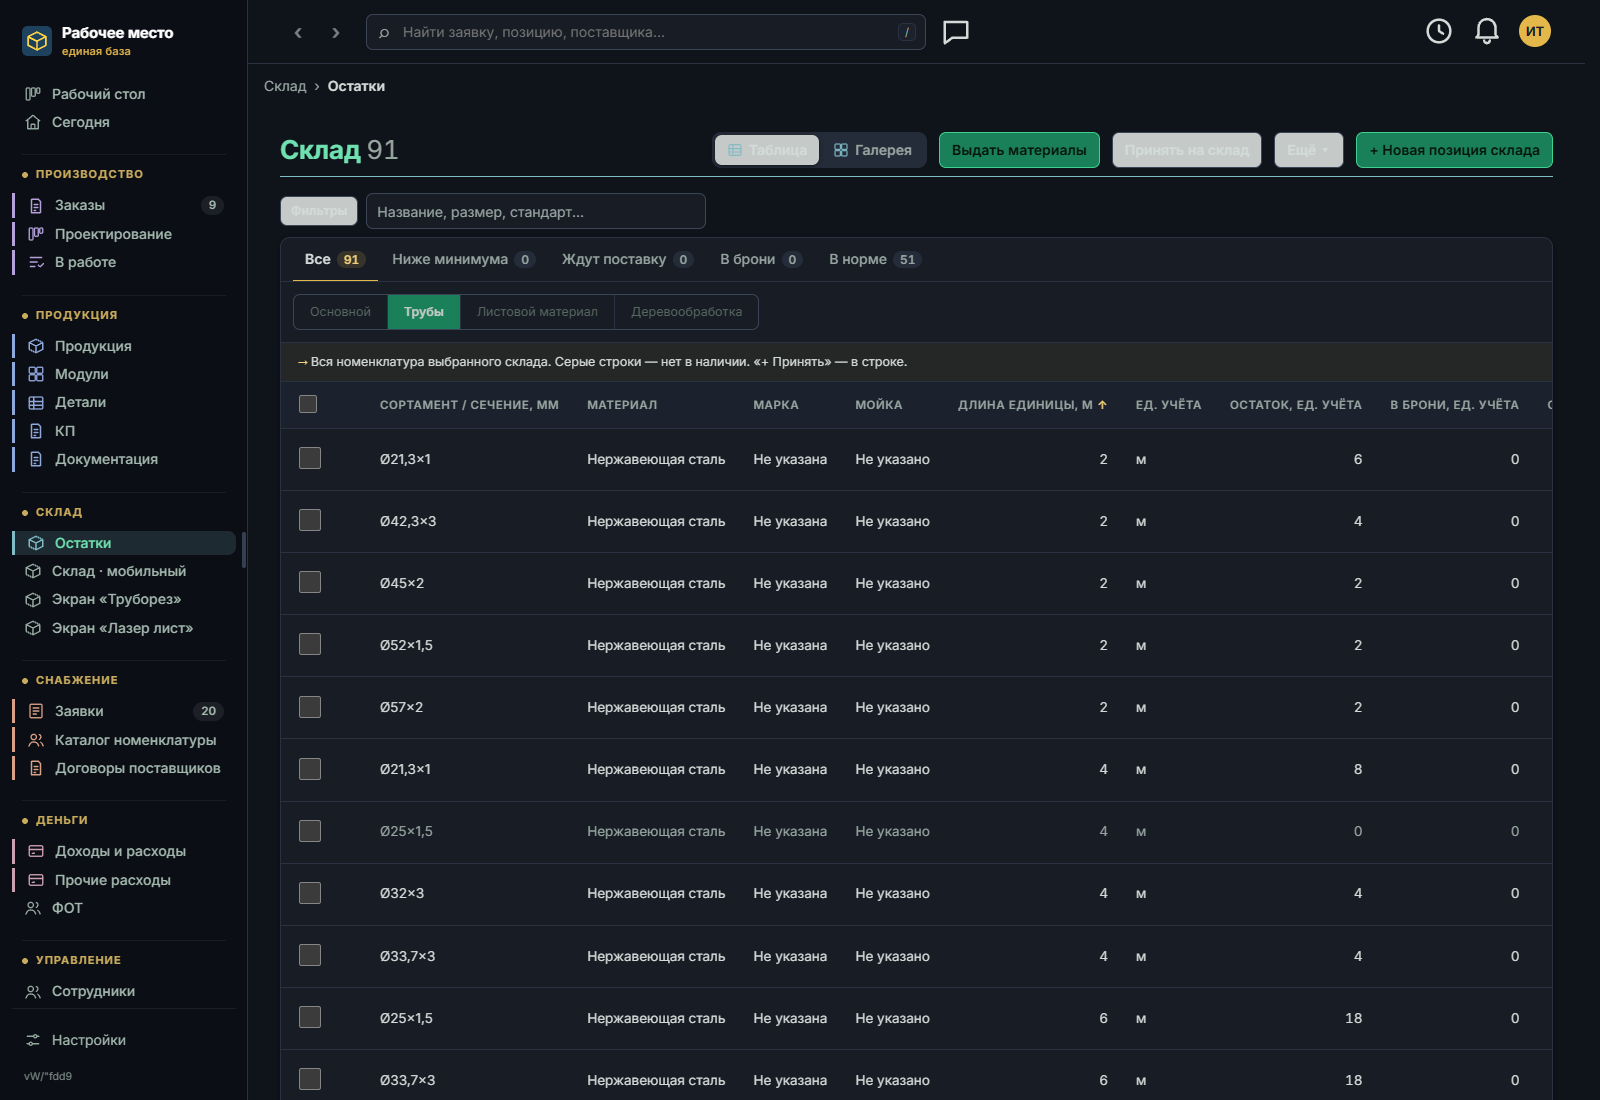 Рабочее место
единая база
Рабочий стол
Сегодня
ПРОИЗВОДСТВО
Заказы 9
Проектирование
В работе
ПРОДУКЦИЯ
Продукция
Модули
Детали
КП
Документация
СКЛАД
Остатки
Склад · мобильный
Экран «Труборез»
Экран «Лазер лист»
СНАБЖЕНИЕ
Заявки 20
Каталог номенклатуры
Договоры поставщиков
ДЕНЬГИ
Доходы и расходы
Прочие расходы
ФОТ
УПРАВЛЕНИЕ
Сотрудники
Настройки
vW/"fdd9
‹ › Найти заявку, позицию, поставщика... / ИТ
Склад › Остатки
Склад 91
Таблица Галерея Выдать материалы Принять на склад Ещё + Новая позиция склада
Фильтры Название, размер, стандарт...
Все 91 Ниже минимума 0 Ждут поставку 0 В брони 0 В норме 51
Основной Трубы Листовой материал Деревообработка
→ Вся номенклатура выбранного склада. Серые строки — нет в наличии. «+ Принять» — в строке.
СОРТАМЕНТ / СЕЧЕНИЕ, ММ МАТЕРИАЛ МАРКА МОЙКА ДЛИНА ЕДИНИЦЫ, М ↑ ЕД. УЧЁТА ОСТАТОК, ЕД. УЧЁТА В БРОНИ, ЕД. УЧЁТА
Ø21,3×1 Нержавеющая сталь Не указана Не указано 2 м 6 0
Ø42,3×3 Нержавеющая сталь Не указана Не указано 2 м 4 0
Ø45×2 Нержавеющая сталь Не указана Не указано 2 м 2 0
Ø52×1,5 Нержавеющая сталь Не указана Не указано 2 м 2 0
Ø57×2 Нержавеющая сталь Не указана Не указано 2 м 2 0
Ø21,3×1 Нержавеющая сталь Не указана Не указано 4 м 8 0
Ø25×1,5 Нержавеющая сталь Не указана Не указано 4 м 0 0
Ø32×3 Нержавеющая сталь Не указана Не указано 4 м 4 0
Ø33,7×3 Нержавеющая сталь Не указана Не указано 4 м 4 0
Ø25×1,5 Нержавеющая сталь Не указана Не указано 6 м 18 0
Ø33,7×3 Нержавеющая сталь Не указана Не указано 6 м 18 0